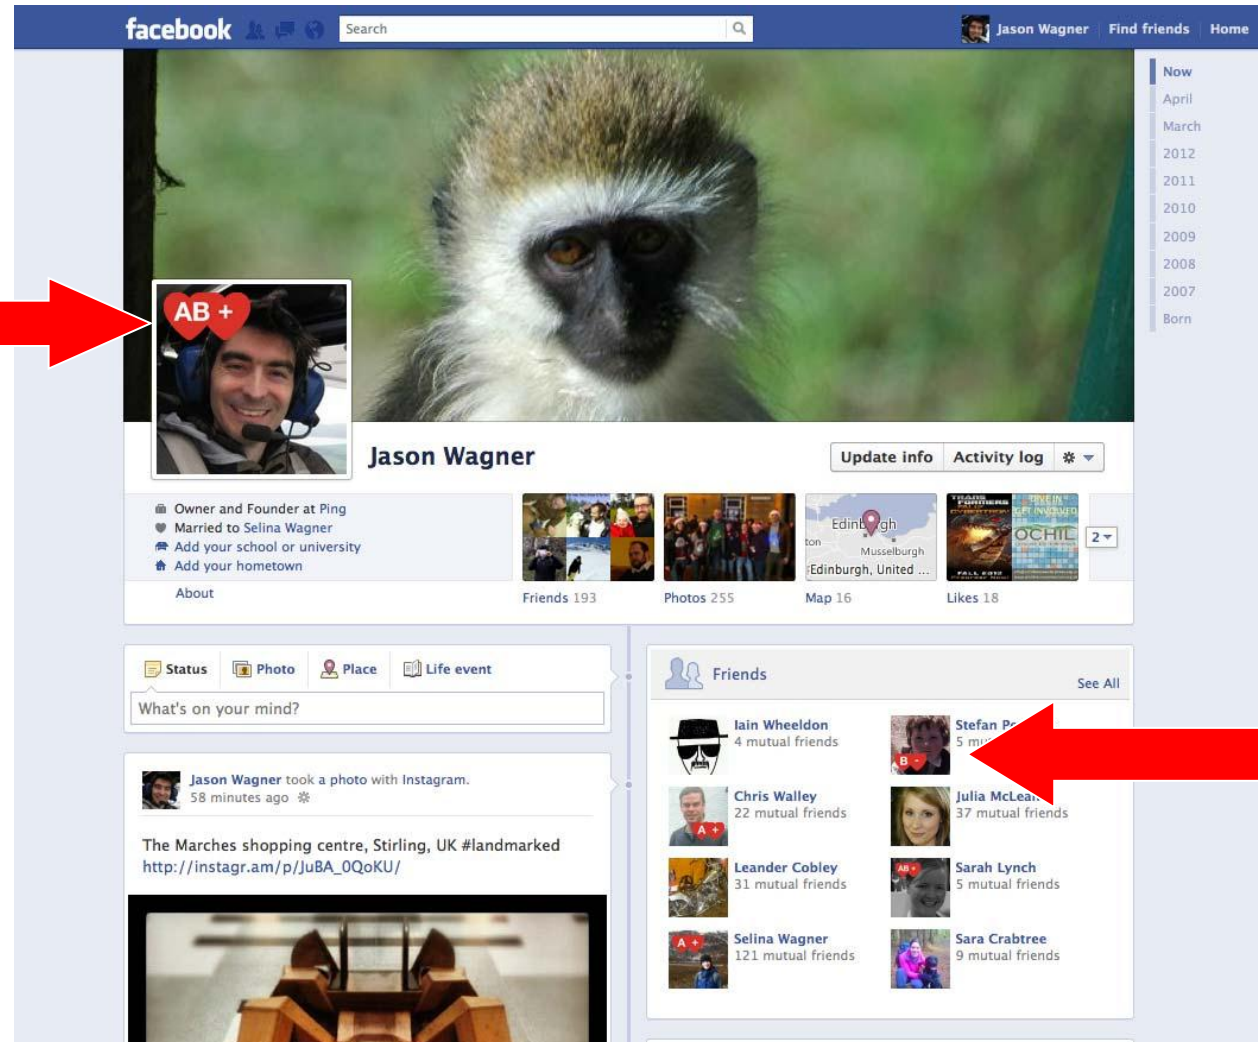 facebook
Search
Jason Wagner
Find friends
Home
Now
April
March
2012
2011
2010
2009
2008
2007
Born
AB +
Jason Wagner
Update info
Activity log
Owner and Founder at Ping
Married to Selina Wagner
Add your school or university
Add your hometown
About
Edinburgh
Musselburgh
Edinburgh, United ...
TRANSFORMERS
CYBERTRON
FALL 2012
GET INVOLVED
OCHIL
2
Friends 193
Photos 255
Map 16
Likes 18
Status
Photo
Place
Life event
What's on your mind?
Friends
See All
Iain Wheeldon
4 mutual friends
Stefan
5
B -
Chris Walley
22 mutual friends
A +
Julia McLean
37 mutual friends
Leander Cobley
31 mutual friends
Sarah Lynch
5 mutual friends
AB +
Selina Wagner
121 mutual friends
A +
Sara Crabtree
9 mutual friends
Jason Wagner took a photo with Instagram.
58 minutes ago
The Marches shopping centre, Stirling, UK #landmarked
http://instagr.am/p/JuBA_0QoKU/